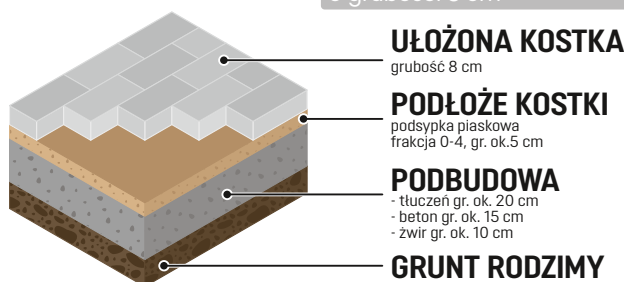 UŁOŻONA KOSTKA
grubość 8 cm
PODŁOŻE KOSTKI
podsypka piaskowa
frakcja 0-4, gr. ok.5 cm
PODBUDOWA
- tłuczeń gr. ok. 20 cm
- beton gr. ok. 15 cm
- żwir gr. ok. 10 cm
GRUNT RODZIMY